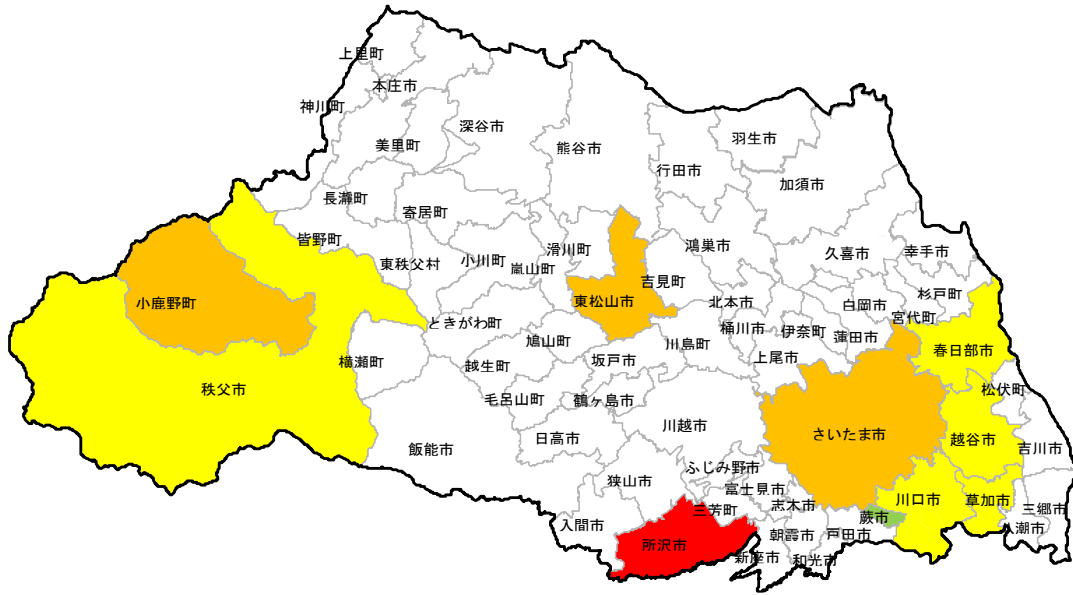 上里町
本庄市
神川町
深谷市
羽生市
美里町
熊谷市
行田市
加須市
長瀞町
寄居町
皆野町
滑川町
鴻巣市
久喜市
幸手市
東秩父村
小川町
嵐山町
吉見町
小鹿野町
東松山市
北本市
白岡市
杉戸町
ときがわ町
桶川市
伊奈町
宮代町
鳩山町
川島町
蓮田市
春日部市
横瀬町
越生町
坂戸市
上尾市
秩父市
毛呂山町
鶴ヶ島市
松伏町
日高市
川越市
さいたま市
越谷市
飯能市
吉川市
ふじみ野市
狭山市
富士見市
川口市
草加市
志木市
三芳町
三郷市
入間市
蕨市
八潮市
所沢市
朝霞市
戸田市
新座市
和光市